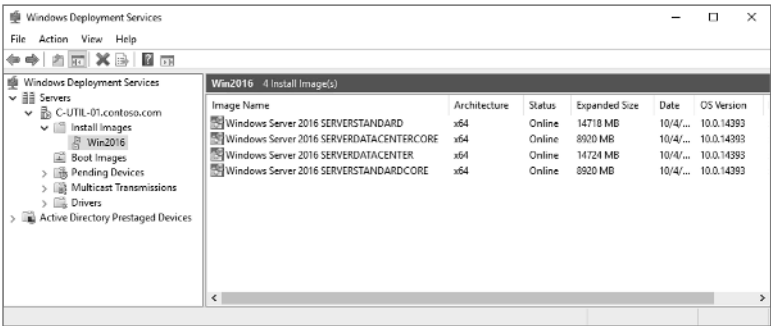 Windows Deployment Services
File Action View Help
Windows Deployment Services
Servers
C-UTIL-01.contoso.com
Install Images
Win2016
Boot Images
Pending Devices
Multicast Transmissions
Drivers
Active Directory Prestaged Devices
Win2016 4 Install Image(s)
Image Name Architecture Status Expanded Size Date OS Version
Windows Server 2016 SERVERSTANDARD x64 Online 14718 MB 10/4/... 10.0.14393
Windows Server 2016 SERVERDATACENTERCORE x64 Online 8920 MB 10/4/... 10.0.14393
Windows Server 2016 SERVERDATACENTER x64 Online 14724 MB 10/4/... 10.0.14393
Windows Server 2016 SERVERSTANDARDCORE x64 Online 8920 MB 10/4/... 10.0.14393